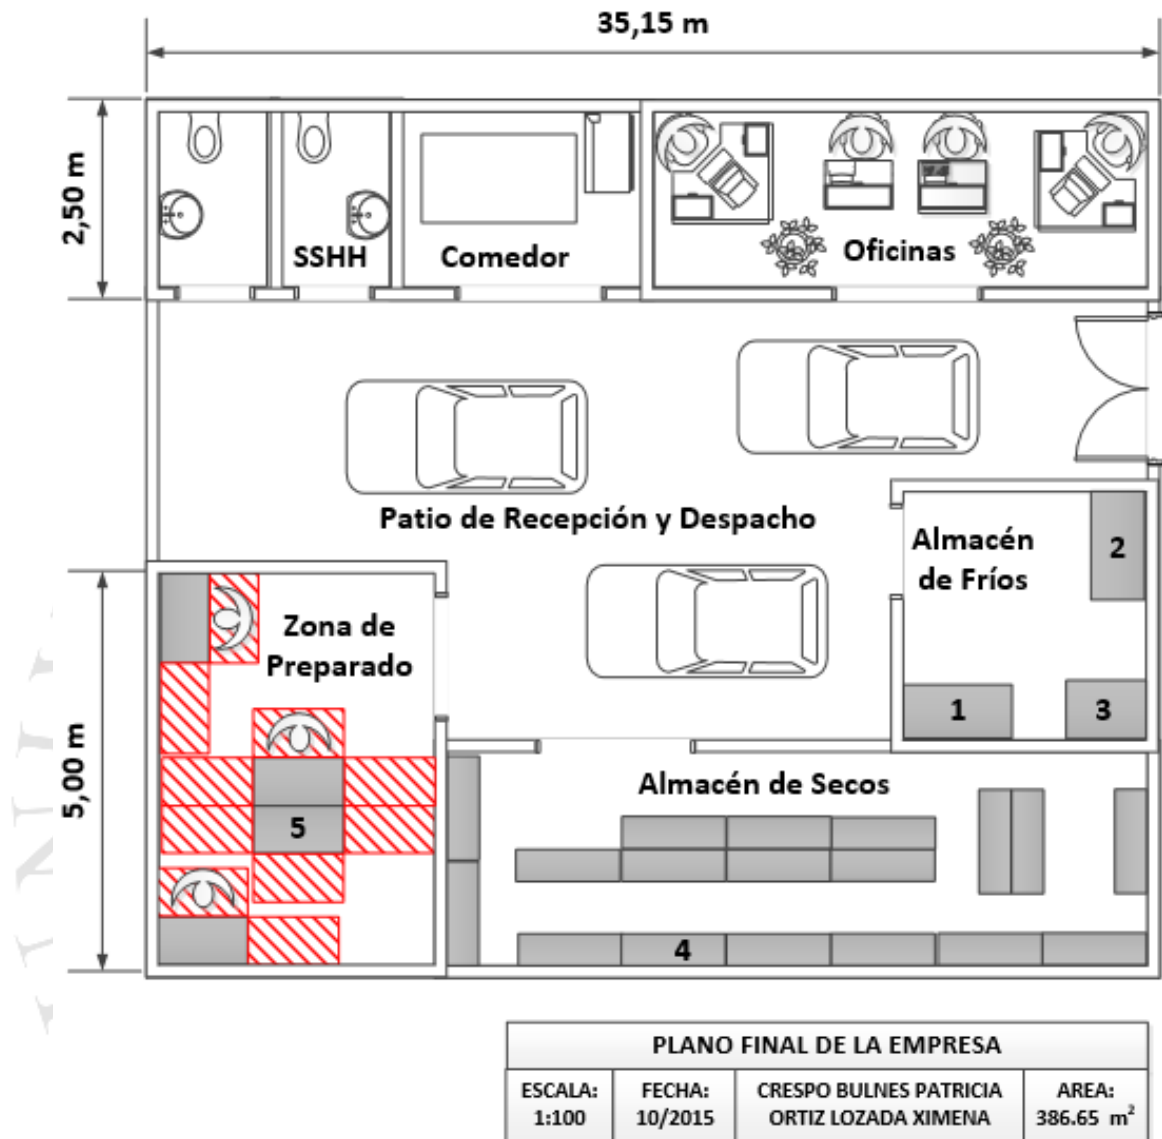 35,15 m
2,50 m
SSHH
Comedor
Oficinas
Patio de Recepción y Despacho
Almacén
de Fríos
2
1
3
5,00 m
Zona de
Preparado
5
Almacén de Secos
4
PLANO FINAL DE LA EMPRESA
ESCALA:
1:100
FECHA:
10/2015
CRESPO BULNES PATRICIA
ORTIZ LOZADA XIMENA
AREA:
386.65 m²